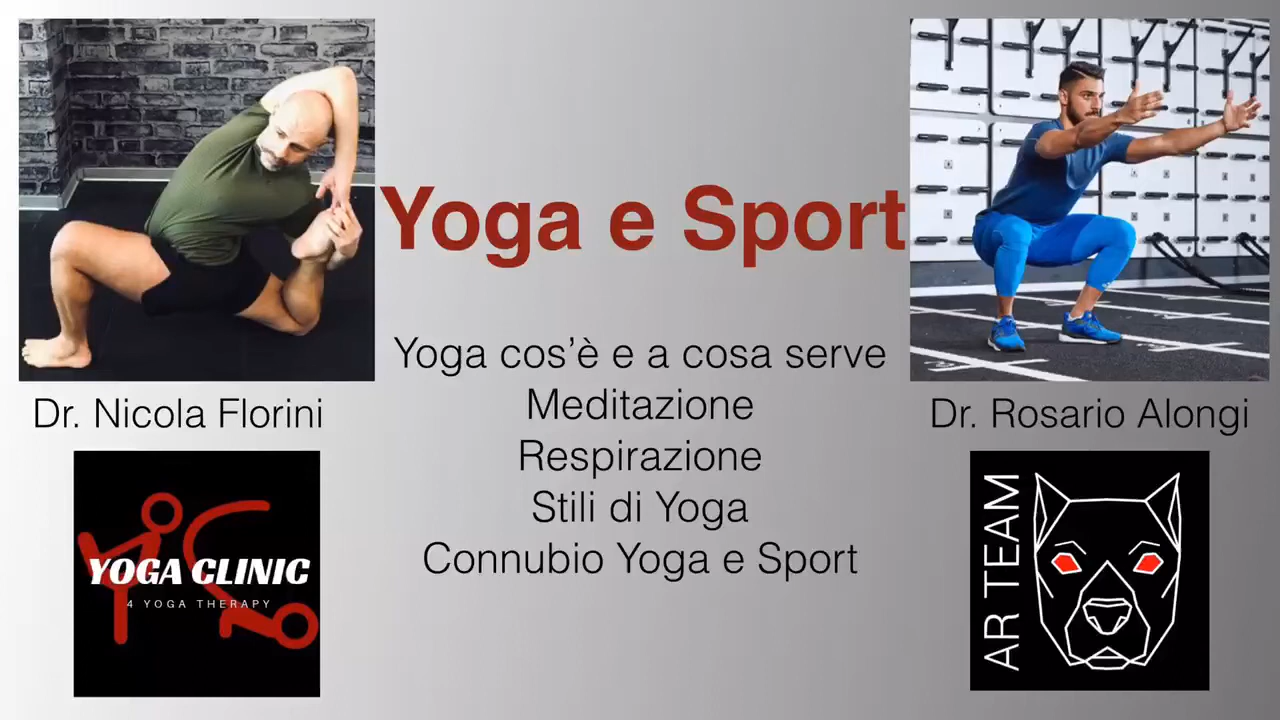 Yoga e Sport
Yoga cos’è e a cosa serve
Meditazione
Respirazione
Stili di Yoga
Connubio Yoga e Sport
Dr. Nicola Florini
YOGA CLINIC
4 YOGA THERAPY
Dr. Rosario Alongi
AR TEAM